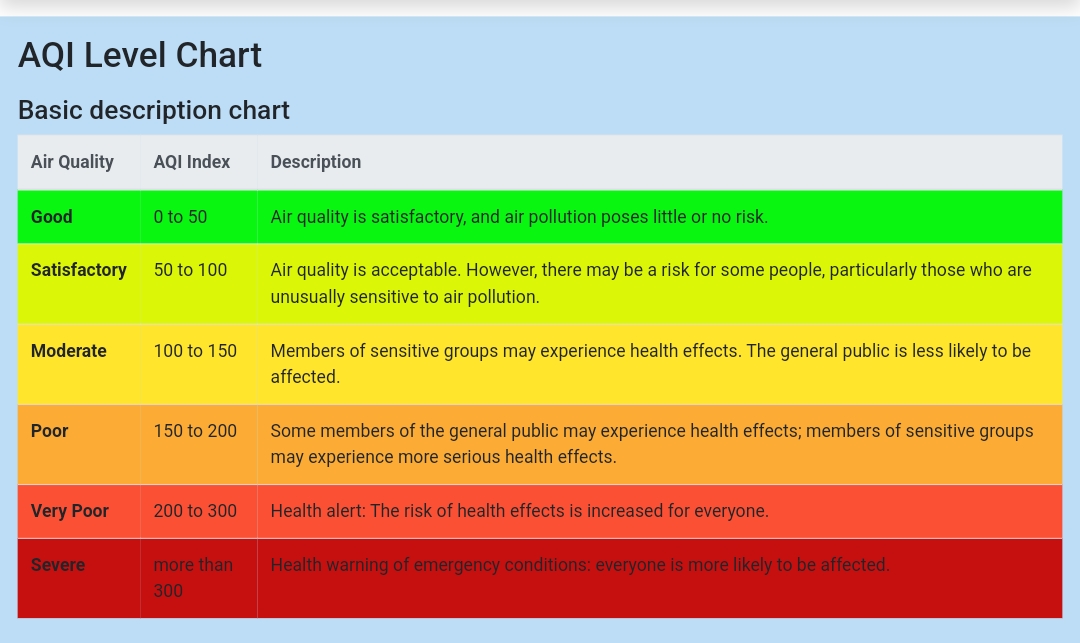 AQI Level Chart
Basic description chart
Air Quality AQI Index Description
Good 0 to 50 Air quality is satisfactory, and air pollution poses little or no risk.
Satisfactory 50 to 100 Air quality is acceptable. However, there may be a risk for some people, particularly those who are
unusually sensitive to air pollution.
Moderate 100 to 150 Members of sensitive groups may experience health effects. The general public is less likely to be
affected.
Poor 150 to 200 Some members of the general public may experience health effects; members of sensitive groups
may experience more serious health effects.
Very Poor 200 to 300 Health alert: The risk of health effects is increased for everyone.
Severe more than Health warning of emergency conditions: everyone is more likely to be affected.
300